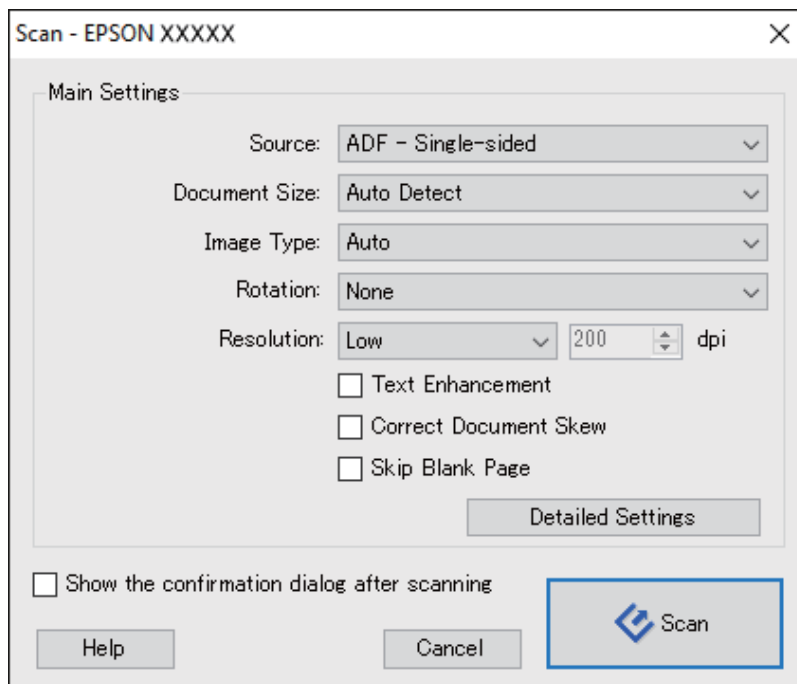 Scan - EPSON XXXXX
Main Settings
Source: ADF - Single-sided
Document Size: Auto Detect
Image Type: Auto
Rotation: None
Resolution: Low 200 dpi
Text Enhancement
Correct Document Skew
Skip Blank Page
Detailed Settings
Show the confirmation dialog after scanning
Help Cancel Scan